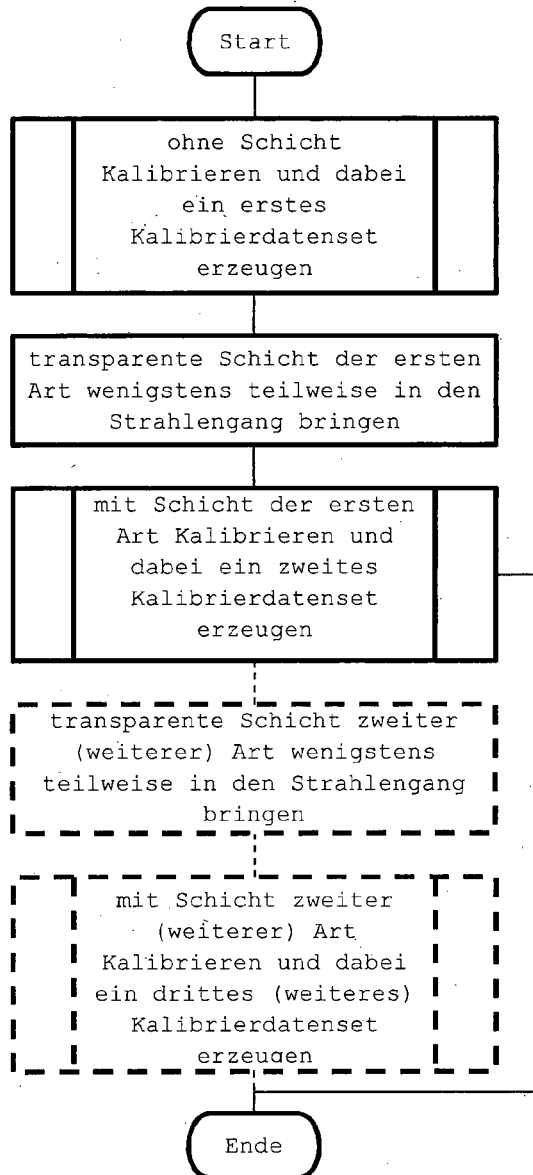 Start
ohne Schicht
Kalibrieren und dabei
ein erstes
Kalibrierdatenset
erzeugen
transparente Schicht der ersten
Art wenigstens teilweise in den
Strahlengang bringen
mit Schicht der ersten
Art Kalibrieren und
dabei ein zweites
Kalibrierdatenset
erzeugen
transparente Schicht zweiter
(weiterer) Art wenigstens
teilweise in den Strahlengang
bringen
mit Schicht zweiter
(weiterer) Art
Kalibrieren und dabei
ein drittes (weiteres)
Kalibrierdatenset
erzeugen
Ende